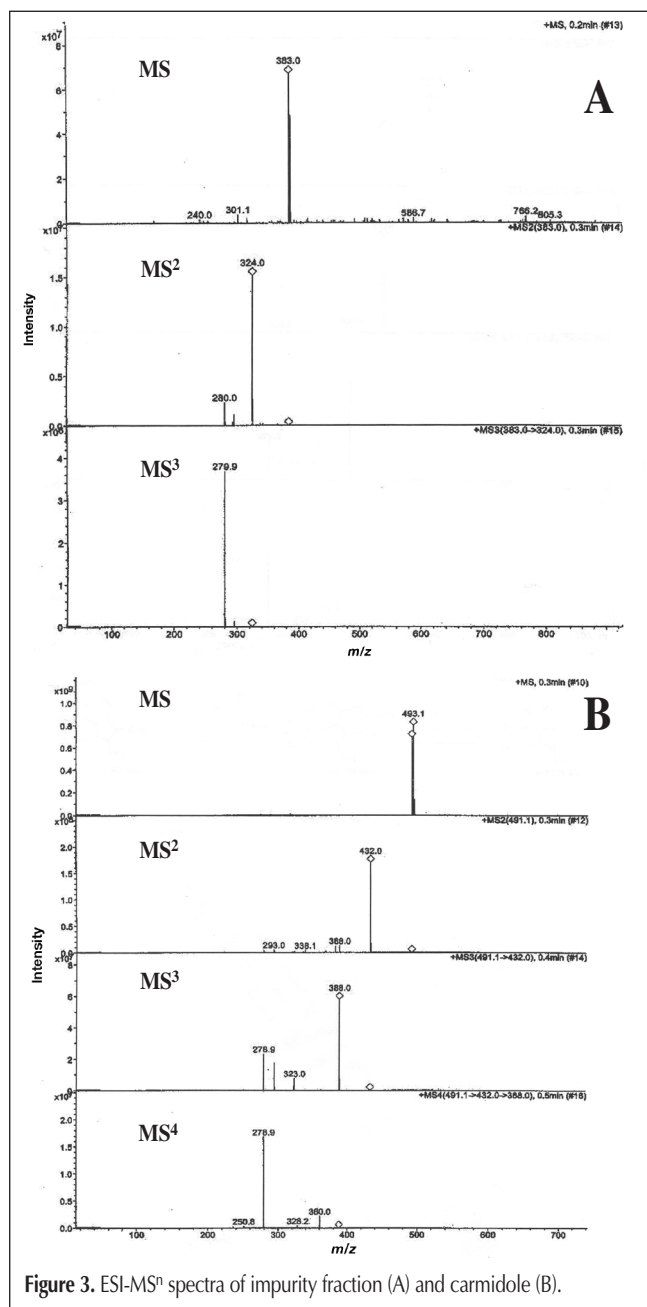 +MS, 0.2min (#13)
x10⁷
8
6
4
2
0
MS
383.0
A
240.0
301.1
586.7
766.2
805.3
+MS2(383.0), 0.3min (#14)
x10⁷
1.5
1.0
0.5
0.0
MS²
324.0
280.0
Intensity
+MS3(383.0->324.0), 0.3min (#15)
4
3
2
1
0
MS³
279.9
100 200 300 400 500 600 700 800
m/z
+MS, 0.3min (#10)
1.0
0.8
0.6
0.4
0.2
0.0
MS
493.1
B
+MS2(491.1), 0.3min (#12)
2.0
1.5
1.0
0.5
0.0
MS²
432.0
293.0
338.1
388.0
Intensity
+MS3(491.1->432.0), 0.4min (#14)
8
6
4
2
0
MS³
388.0
278.9
323.0
+MS4(491.1->432.0->388.0), 0.5min (#16)
2.0
1.5
1.0
0.5
0.0
MS⁴
278.9
250.8
328.2
360.0
100 200 300 400 500 600 700
m/z
Figure 3. ESI-MSⁿ spectra of impurity fraction (A) and carmidole (B).